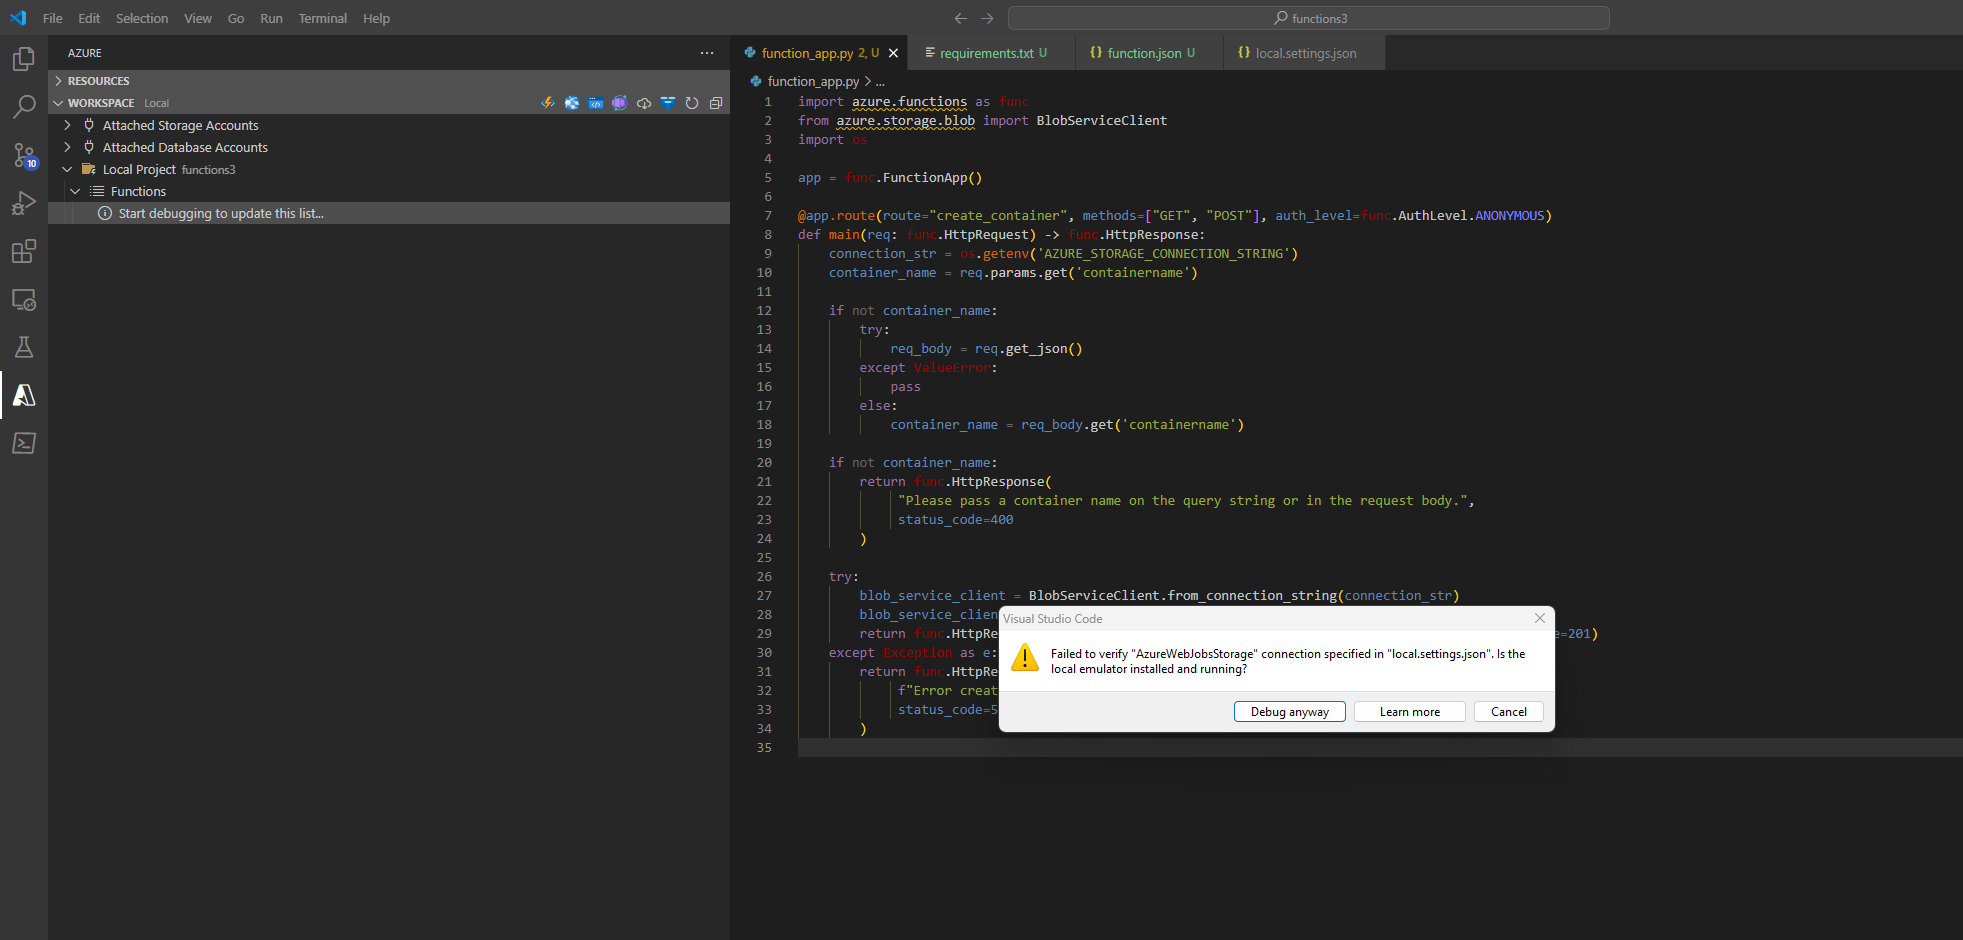 File Edit Selection View Go Run Terminal Help
functions3
AZURE
RESOURCES
WORKSPACE Local
Attached Storage Accounts
Attached Database Accounts
Local Project functions3
Functions
Start debugging to update this list...
10
function_app.py 2, U
requirements.txt U
{} function.json U
{} local.settings.json
function_app.py > ...
1 import azure.functions as func
2 from azure.storage.blob import BlobServiceClient
3 import os
4
5 app = func.FunctionApp()
6
7 @app.route(route="create_container", methods=["GET", "POST"], auth_level=func.AuthLevel.ANONYMOUS)
8 def main(req: func.HttpRequest) -> func.HttpResponse:
9 connection_str = os.getenv('AZURE_STORAGE_CONNECTION_STRING')
10 container_name = req.params.get('containername')
11
12 if not container_name:
13 try:
14 req_body = req.get_json()
15 except ValueError:
16 pass
17 else:
18 container_name = req_body.get('containername')
19
20 if not container_name:
21 return func.HttpResponse(
22 "Please pass a container name on the query string or in the request body.",
23 status_code=400
24 )
25
26 try:
27 blob_service_client = BlobServiceClient.from_connection_string(connection_str)
28 blob_service_clien
29 return func.HttpRe e=201)
30 except Exception as e:
31 return func.HttpRe
32 f"Error creat
33 status_code=5
34 )
35
Visual Studio Code
Failed to verify "AzureWebJobsStorage" connection specified in "local.settings.json". Is the
local emulator installed and running?
Debug anyway Learn more Cancel